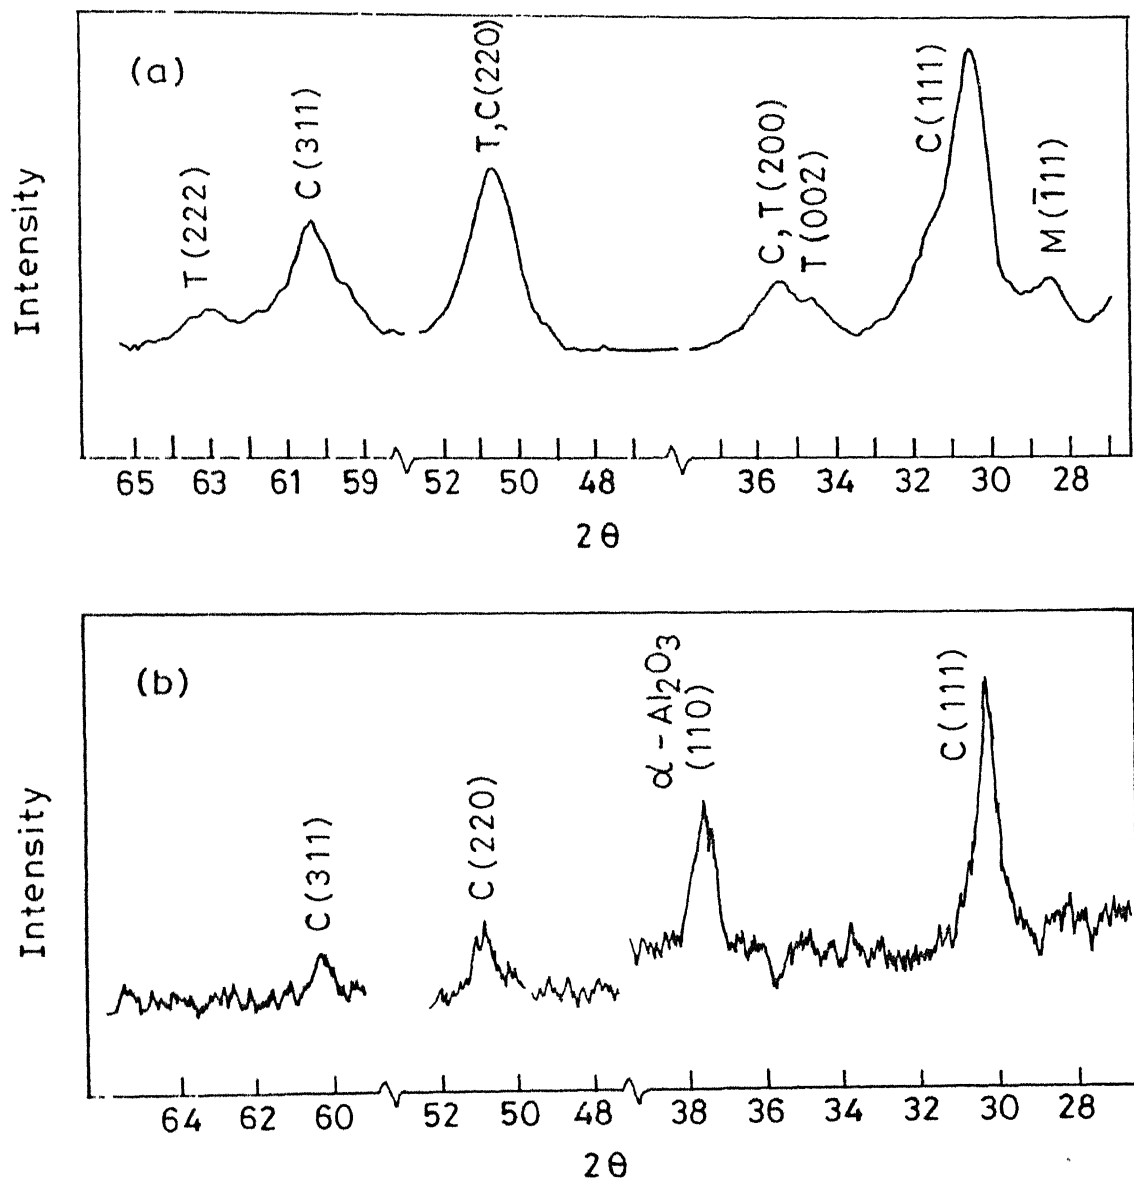 (a)
Intensity
T(222)
C(311)
T,C(220)
C,T(200)
T(002)
C(111)
M(1̄11)
65 63 61 59 52 50 48 36 34 32 30 28
2θ
(b)
Intensity
C(311)
C(220)
α-Al₂O₃
(110)
C(111)
64 62 60 52 50 48 38 36 34 32 30 28
2θ